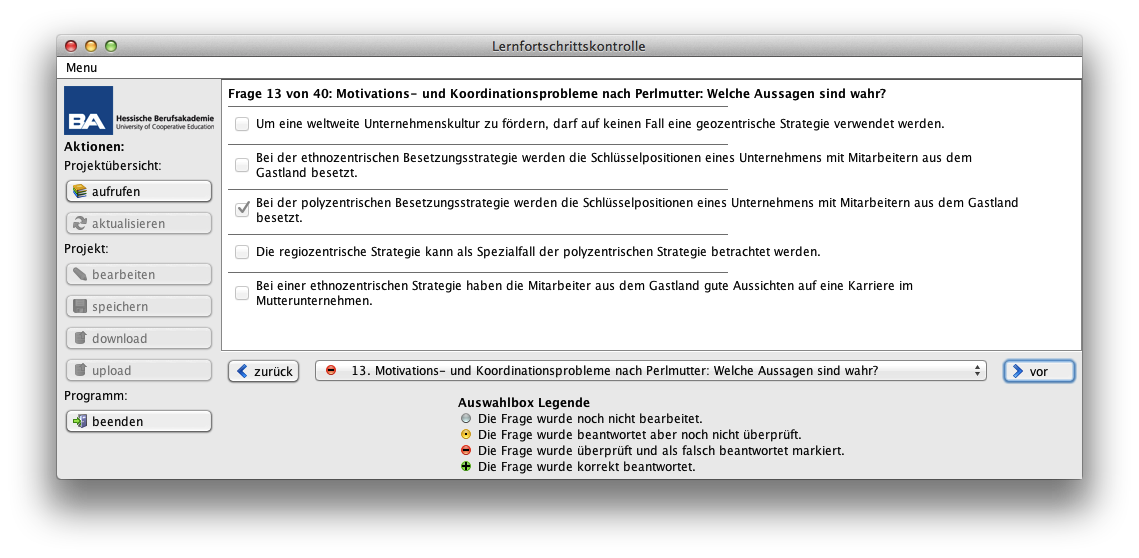 Lernfortschrittskontrolle
Menu
BA
Hessische Berufsakademie
University of Cooperative Education
Aktionen:
Projektübersicht:
aufrufen
aktualisieren
Projekt:
bearbeiten
speichern
download
upload
Programm:
beenden
Frage 13 von 40: Motivations- und Koordinationsprobleme nach Perlmutter: Welche Aussagen sind wahr?
Um eine weltweite Unternehmenskultur zu fördern, darf auf keinen Fall eine geozentrische Strategie verwendet werden.
Bei der ethnozentrischen Besetzungsstrategie werden die Schlüsselpositionen eines Unternehmens mit Mitarbeitern aus dem
Gastland besetzt.
Bei der polyzentrischen Besetzungsstrategie werden die Schlüsselpositionen eines Unternehmens mit Mitarbeitern aus dem Gastland
besetzt.
Die regiozentrische Strategie kann als Spezialfall der polyzentrischen Strategie betrachtet werden.
Bei einer ethnozentrischen Strategie haben die Mitarbeiter aus dem Gastland gute Aussichten auf eine Karriere im
Mutterunternehmen.
zurück
13. Motivations- und Koordinationsprobleme nach Perlmutter: Welche Aussagen sind wahr?
vor
Auswahlbox Legende
Die Frage wurde noch nicht bearbeitet.
Die Frage wurde beantwortet aber noch nicht überprüft.
Die Frage wurde überprüft und als falsch beantwortet markiert.
Die Frage wurde korrekt beantwortet.